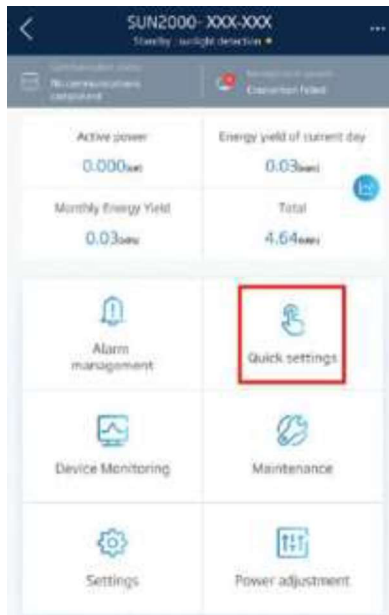 SUN2000- XXX-XXX
Standby : sunlight detection
No communications
component
Connection failed
Active power
0.000
Energy yield of current day
0.03
Monthly Energy Yield
0.03
Total
4.64
Alarm
management
Quick settings
Device Monitoring
Maintenance
Settings
Power adjustment